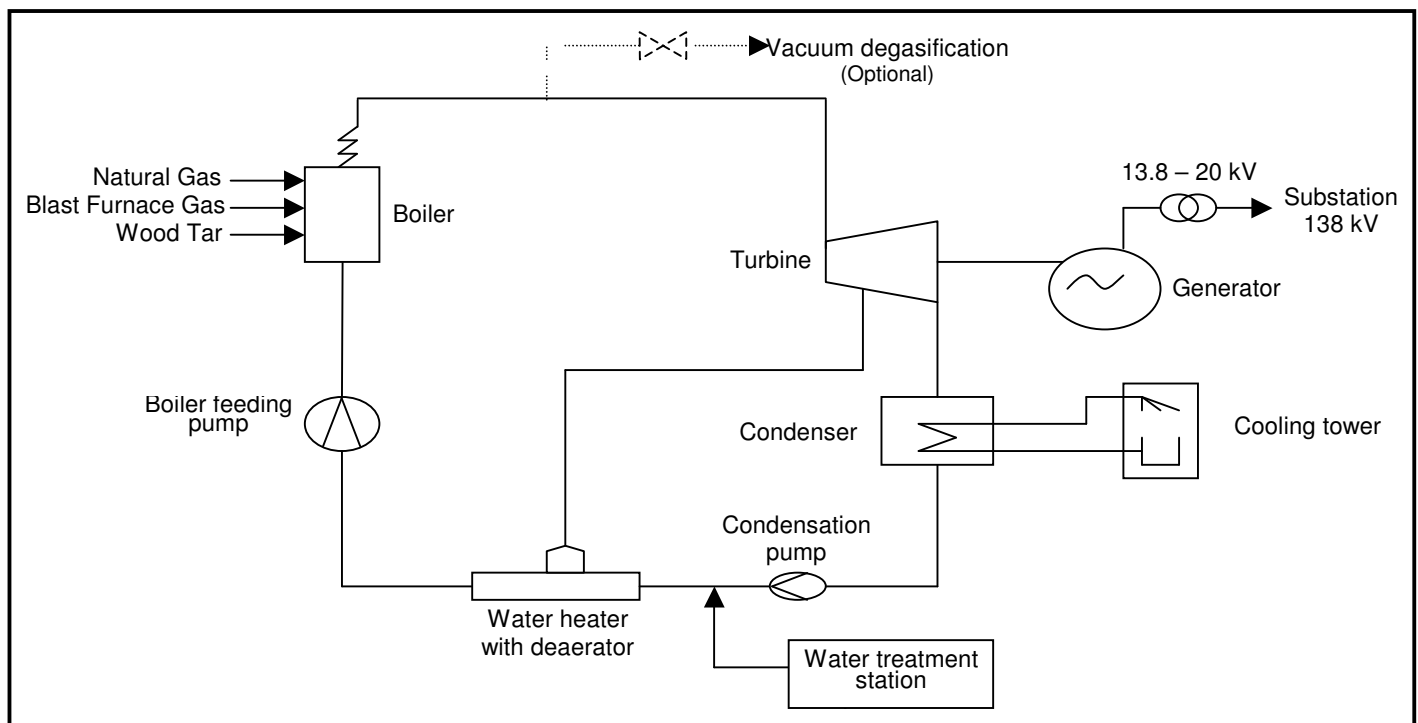 Vacuum degasification
(Optional)
Natural Gas
Blast Furnace Gas
Wood Tar
Boiler
13.8 – 20 kV
Substation
138 kV
Turbine
Generator
Boiler feeding
pump
Condenser
Cooling tower
Condensation
pump
Water heater
with deaerator
Water treatment
station